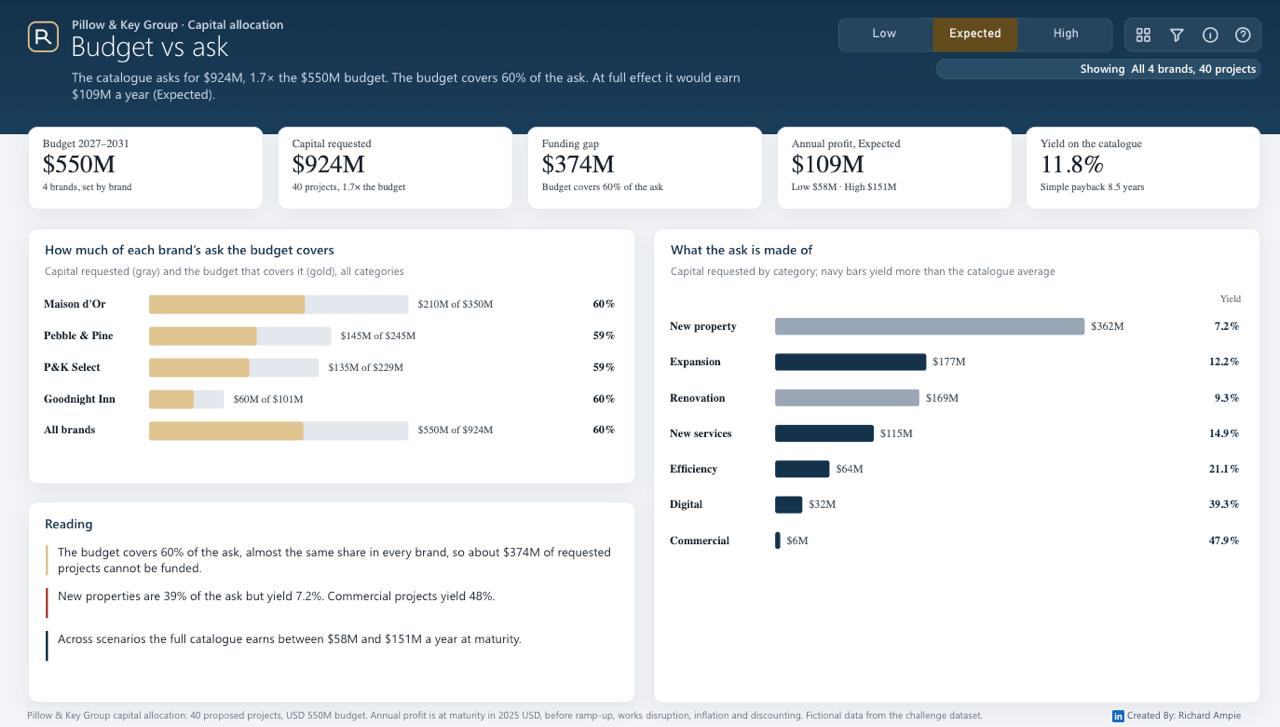 Pillow & Key Group · Capital allocation
Budget vs ask
The catalogue asks for $924M, 1.7× the $550M budget. The budget covers 60% of the ask. At full effect it would earn
$109M a year (Expected).
Low
Expected
High
Showing All 4 brands, 40 projects
Budget 2027–2031
$550M
4 brands, set by brand
Capital requested
$924M
40 projects, 1.7× the budget
Funding gap
$374M
Budget covers 60% of the ask
Annual profit, Expected
$109M
Low $58M · High $151M
Yield on the catalogue
11.8%
Simple payback 8.5 years
How much of each brand’s ask the budget covers
Capital requested (gray) and the budget that covers it (gold), all categories
Maison d'Or $210M of $350M 60%
Pebble & Pine $145M of $245M 59%
P&K Select $135M of $229M 59%
Goodnight Inn $60M of $101M 60%
All brands $550M of $924M 60%
Reading
The budget covers 60% of the ask, almost the same share in every brand, so about $374M of requested
projects cannot be funded.
New properties are 39% of the ask but yield 7.2%. Commercial projects yield 48%.
Across scenarios the full catalogue earns between $58M and $151M a year at maturity.
What the ask is made of
Capital requested by category; navy bars yield more than the catalogue average
Yield
New property $362M 7.2%
Expansion $177M 12.2%
Renovation $169M 9.3%
New services $115M 14.9%
Efficiency $64M 21.1%
Digital $32M 39.3%
Commercial $6M 47.9%
Pillow & Key Group capital allocation: 40 proposed projects, USD 550M budget. Annual profit is at maturity in 2025 USD, before ramp-up, works disruption, inflation and discounting. Fictional data from the challenge dataset.
in Created By: Richard Ampie